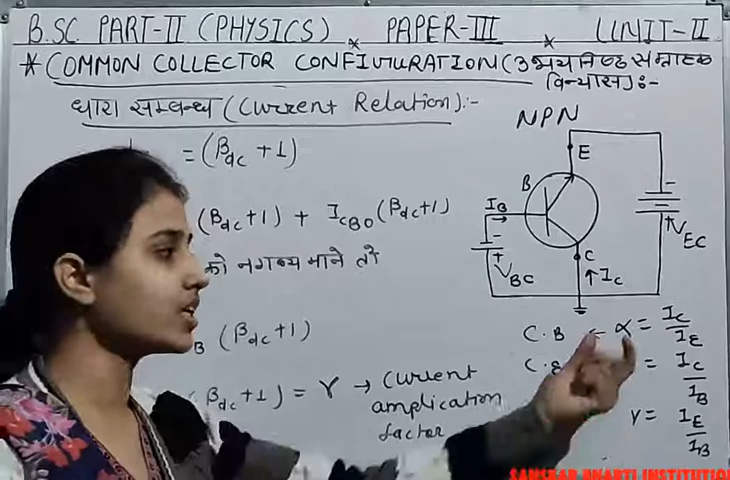 B.SC. PART-II (PHYSICS) * PAPER-III * UNIT-II
* COMMON COLLECTOR CONFIGURATION (उभयनिष्ठ संग्राहक
विन्यास) :-
धारा सम्बन्ध (Current Relation) :-
= (βdc + 1)
(βdc+1) + ICBO (βdc+1)
को नगण्य माने तो
B (βdc+1)
βdc+1) = γ → Current
amplication
factor
NPN
E
B
IB
-
+
VBC
C
↑ IC
-
+
VEC
C.B ← α = IC/IE
C.E = IC/IB
γ = IE/IB
SANSKAR BHARTI INSTITUTION